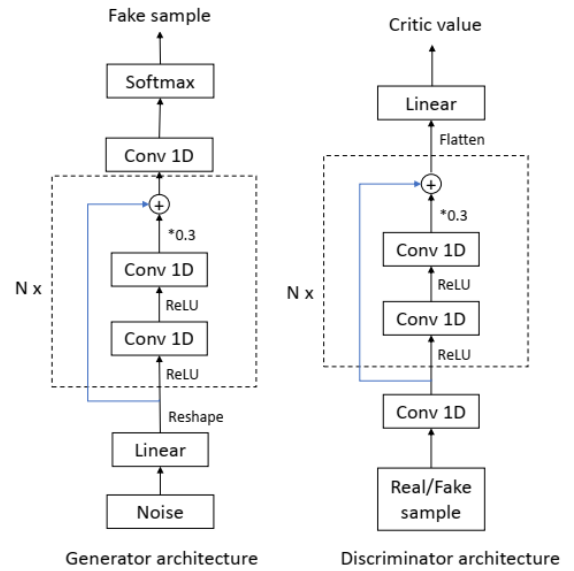 Fake sample
Softmax
Conv 1D
+
*0.3
Conv 1D
ReLU
N x
Conv 1D
ReLU
Reshape
Linear
Noise
Generator architecture
Critic value
Linear
Flatten
+
*0.3
Conv 1D
ReLU
N x
Conv 1D
ReLU
Conv 1D
Real/Fake
sample
Discriminator architecture